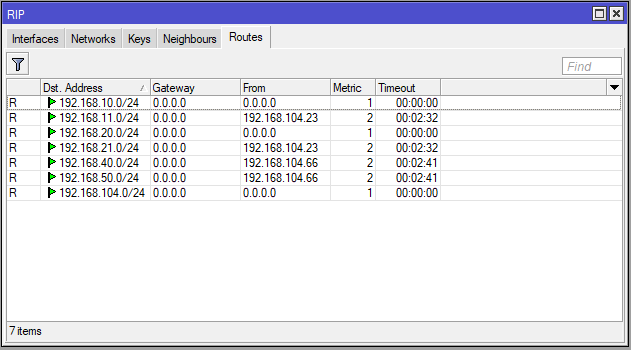 RIP
Interfaces Networks Keys Neighbours Routes
Find
Dst. Address Gateway From Metric Timeout
R 192.168.10.0/24 0.0.0.0 0.0.0.0 1 00:00:00
R 192.168.11.0/24 0.0.0.0 192.168.104.23 2 00:02:32
R 192.168.20.0/24 0.0.0.0 0.0.0.0 1 00:00:00
R 192.168.21.0/24 0.0.0.0 192.168.104.23 2 00:02:32
R 192.168.40.0/24 0.0.0.0 192.168.104.66 2 00:02:41
R 192.168.50.0/24 0.0.0.0 192.168.104.66 2 00:02:41
R 192.168.104.0/24 0.0.0.0 0.0.0.0 1 00:00:00
7 items